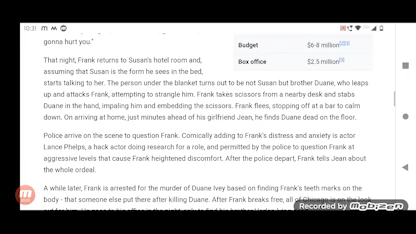 10:31
gonna hurt you."
Budget $6-8 million[2][3]
Box office $2.5 million[3]
That night, Frank returns to Susan's hotel room and,
assuming that Susan is the form he sees in the bed,
starts talking to her. The person under the blanket turns out to be not Susan but brother Duane, who leaps
up and attacks Frank, attempting to strangle him. Frank takes scissors from a nearby desk and stabs
Duane in the hand, impaling him and embedding the scissors. Frank flees, stopping off at a bar to calm
down. On arriving at home, just minutes ahead of his girlfriend Jean, he finds Duane dead on the floor.
Police arrive on the scene to question Frank. Comically adding to Frank's distress and anxiety is actor
Lance Phelps, a hack actor doing research for a role, and permitted by the police to question Frank at
aggressive levels that cause Frank heightened discomfort. After the police depart, Frank tells Jean about
the whole ordeal.
A while later, Frank is arrested for the murder of Duane Ivey based on finding Frank's teeth marks on the
body - that someone else put there after killing Duane. After Frank breaks free, all of Chicago is on the look
Recorded by MOBIZEN